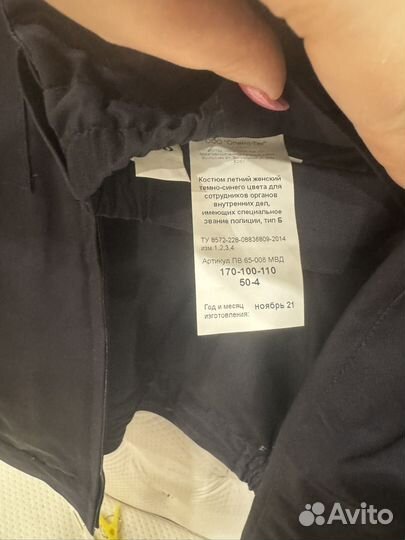 Костюм летний женский
темно-синего цвета для
сотрудников органов
внутренних дел,
имеющих специальное
звание полиции, тип Б
ТУ 8572-228-08836809-2014
изм.1,2,3,4
Артикул ПВ 65-008 МВД
170-100-110
50-4
Год и месяц ноябрь 21
изготовления:
Avito